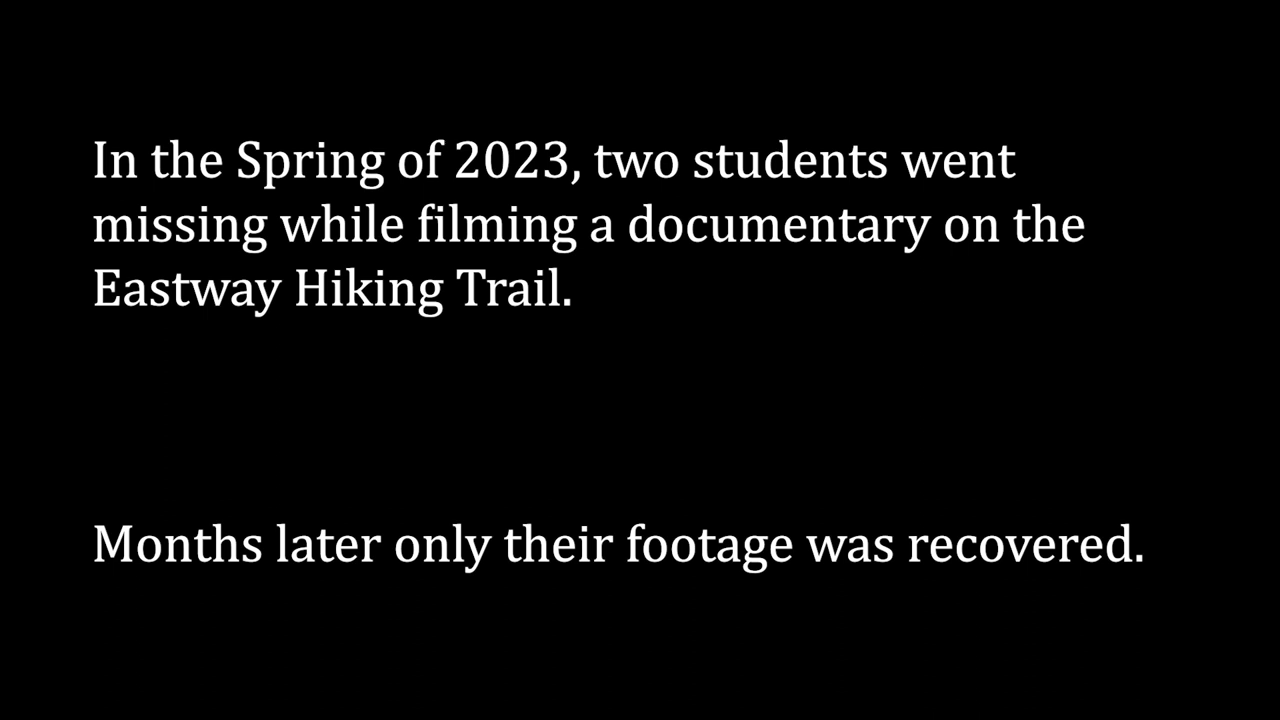 In the Spring of 2023, two students went
missing while filming a documentary on the
Eastway Hiking Trail.
Months later only their footage was recovered.